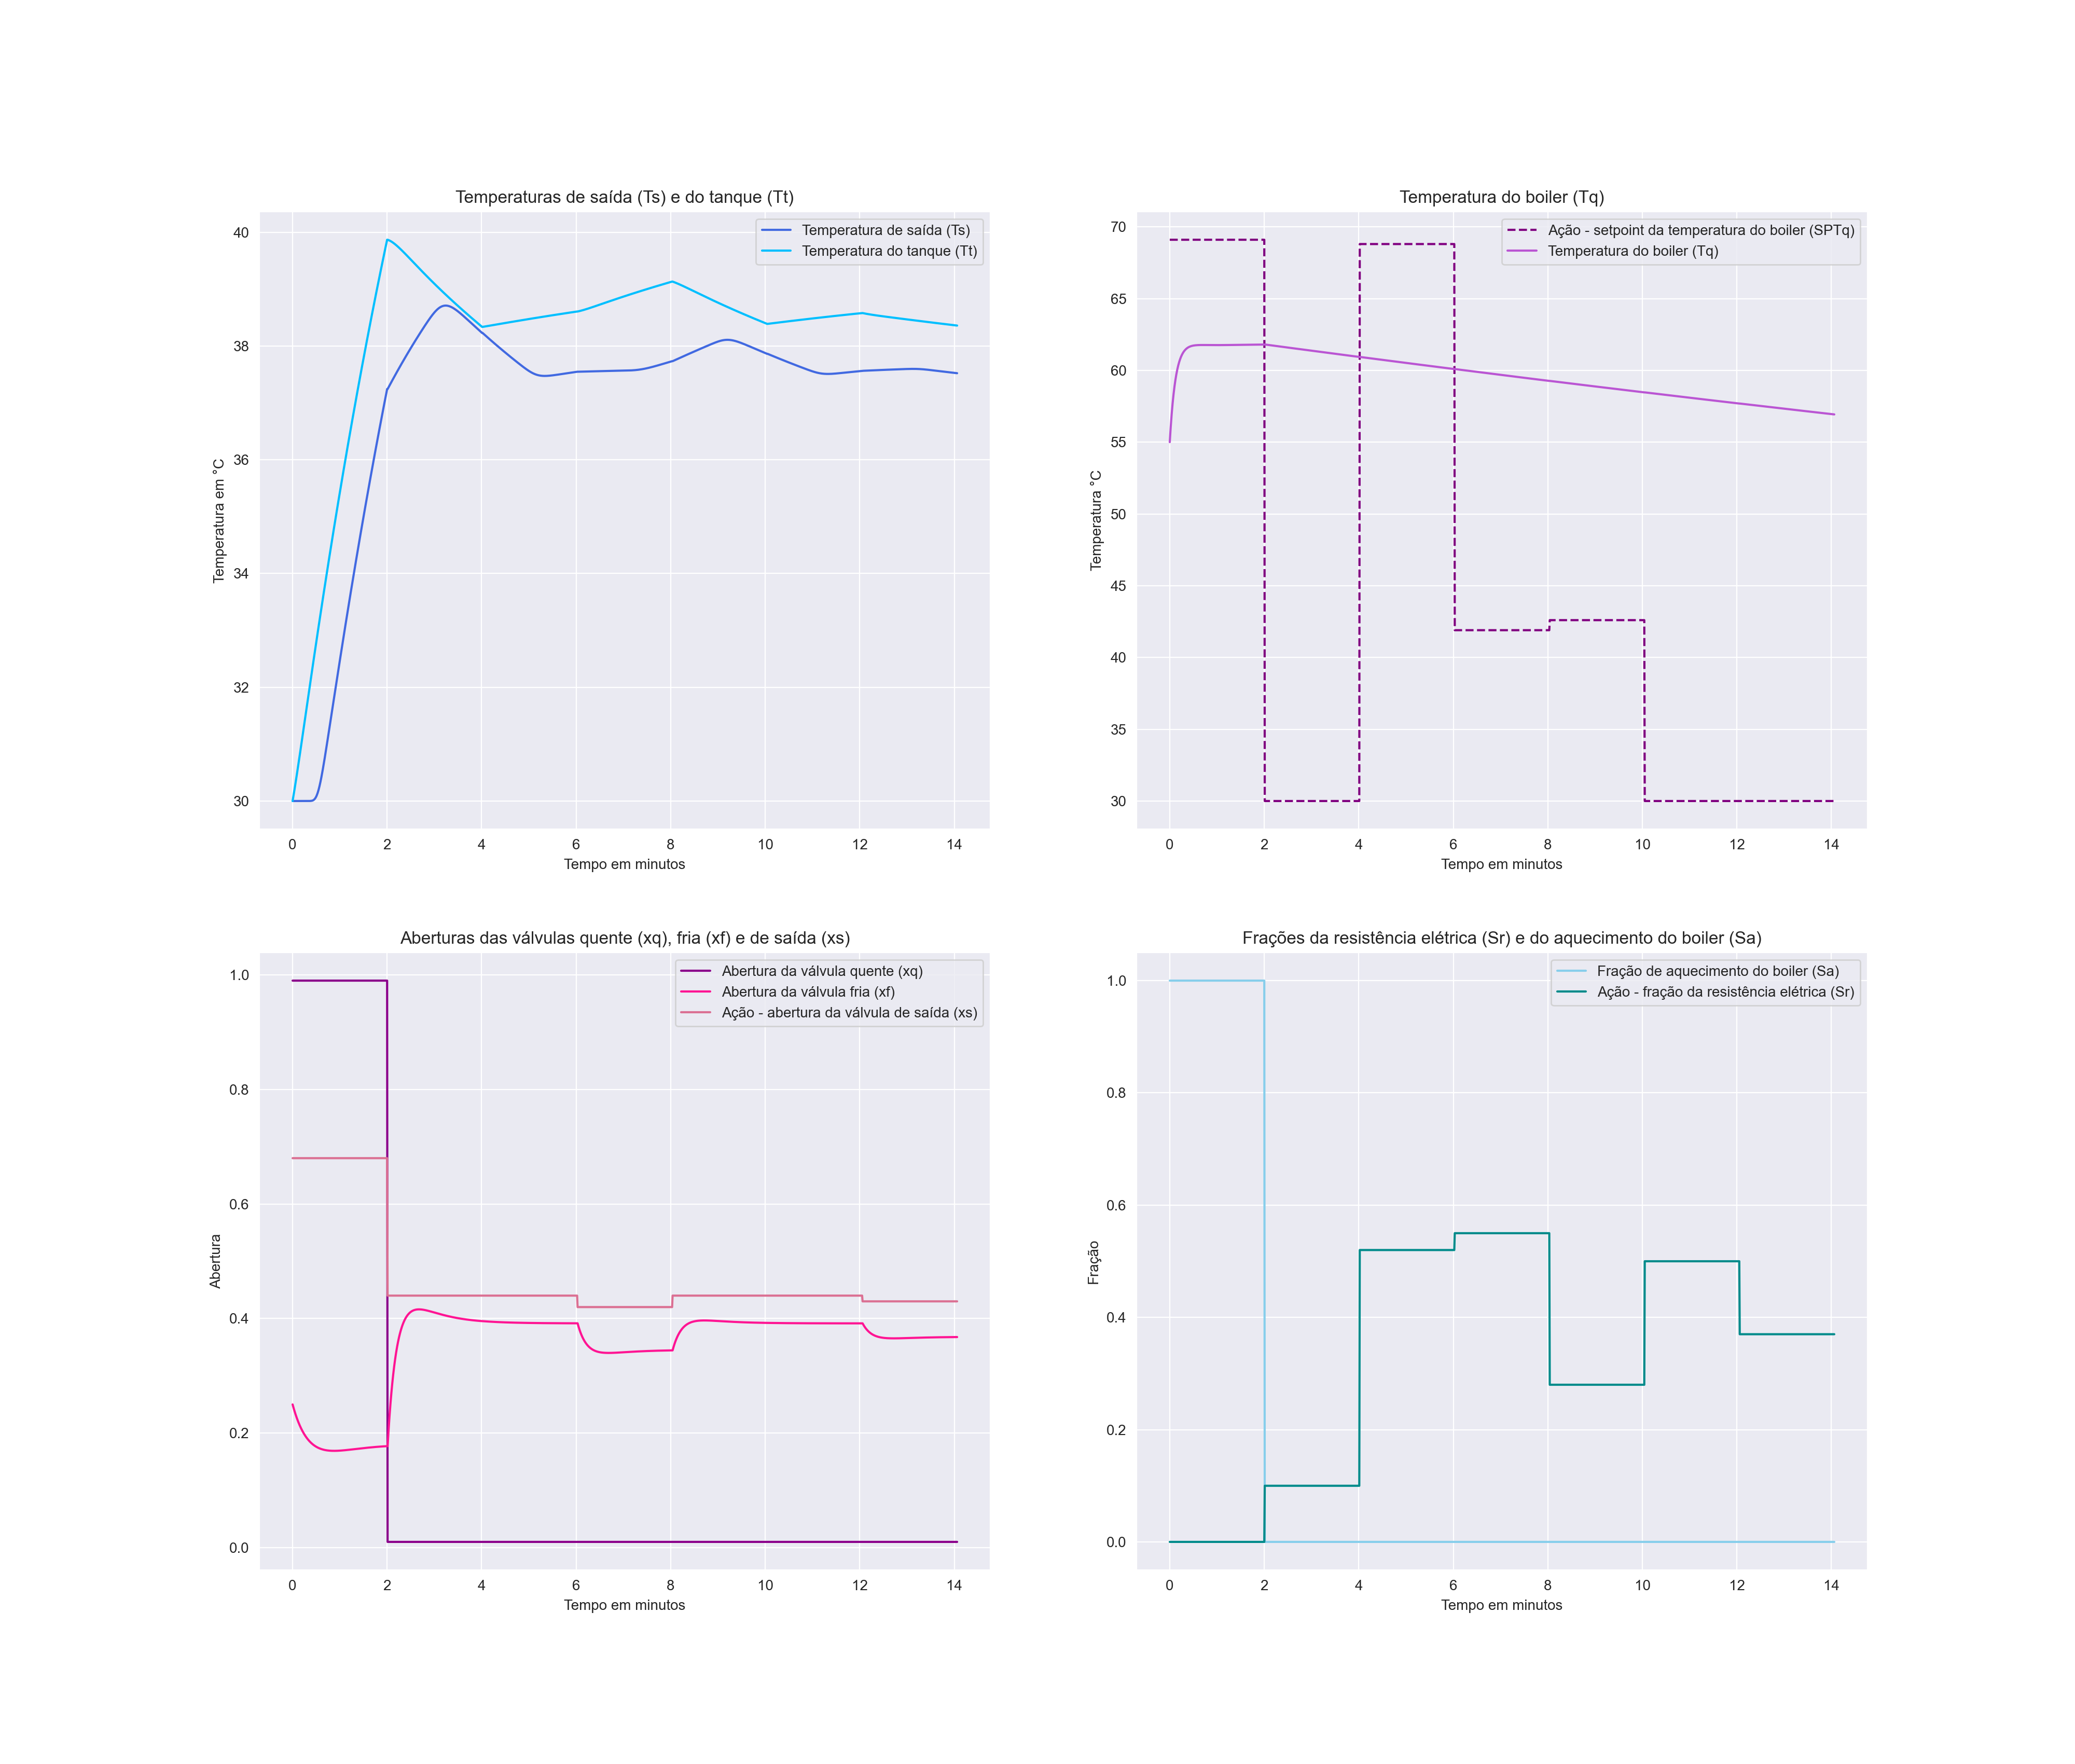 Temperaturas de saída (Ts) e do tanque (Tt)
Temperatura de saída (Ts)
Temperatura do tanque (Tt)
Temperatura em °C
40
38
36
34
32
30
0 2 4 6 8 10 12 14
Tempo em minutos
Temperatura do boiler (Tq)
Ação - setpoint da temperatura do boiler (SPTq)
Temperatura do boiler (Tq)
Temperatura °C
70
65
60
55
50
45
40
35
30
0 2 4 6 8 10 12 14
Tempo em minutos
Aberturas das válvulas quente (xq), fria (xf) e de saída (xs)
Abertura da válvula quente (xq)
Abertura da válvula fria (xf)
Ação - abertura da válvula de saída (xs)
Abertura
1.0
0.8
0.6
0.4
0.2
0.0
0 2 4 6 8 10 12 14
Tempo em minutos
Frações da resistência elétrica (Sr) e do aquecimento do boiler (Sa)
Fração de aquecimento do boiler (Sa)
Ação - fração da resistência elétrica (Sr)
Fração
1.0
0.8
0.6
0.4
0.2
0.0
0 2 4 6 8 10 12 14
Tempo em minutos